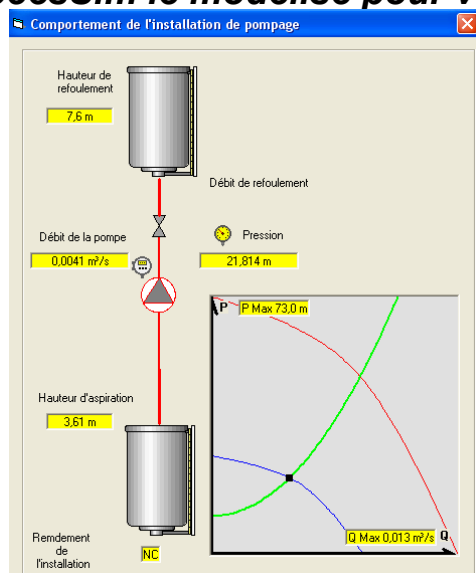 Comportement de l'installation de pompage
Hauteur de
refoulement
7,6 m
Débit de refoulement
Débit de la pompe
Pression
0,0041 m³/s
21,814 m
P
P Max 73,0 m
Hauteur d'aspiration
3,61 m
Q Max 0,013 m³/s
Q
Remdement
de
l'installation
NC